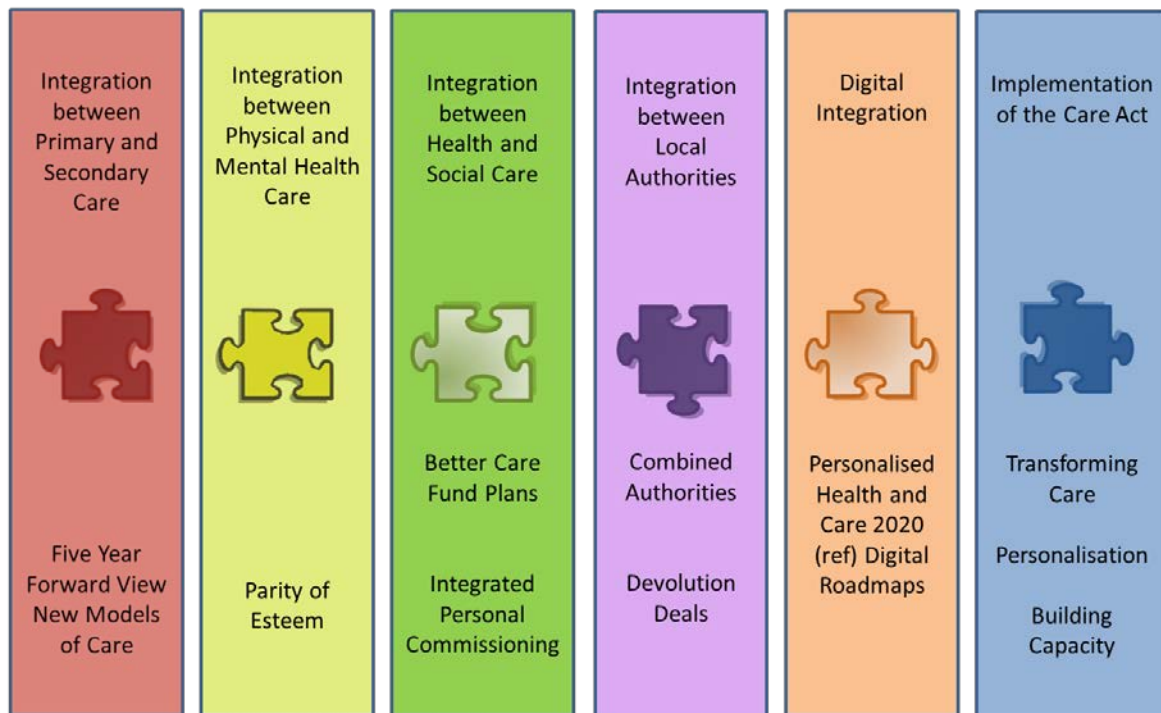 Integration
between
Primary and
Secondary
Care
Five Year
Forward View
New Models
of Care
Integration
between
Physical and
Mental Health
Care
Parity of
Esteem
Integration
between
Health and
Social Care
Better Care
Fund Plans
Integrated
Personal
Commissioning
Integration
between
Local
Authorities
Combined
Authorities
Devolution
Deals
Digital
Integration
Personalised
Health and
Care 2020
(ref) Digital
Roadmaps
Implementation
of the Care Act
Transforming
Care
Personalisation
Building
Capacity